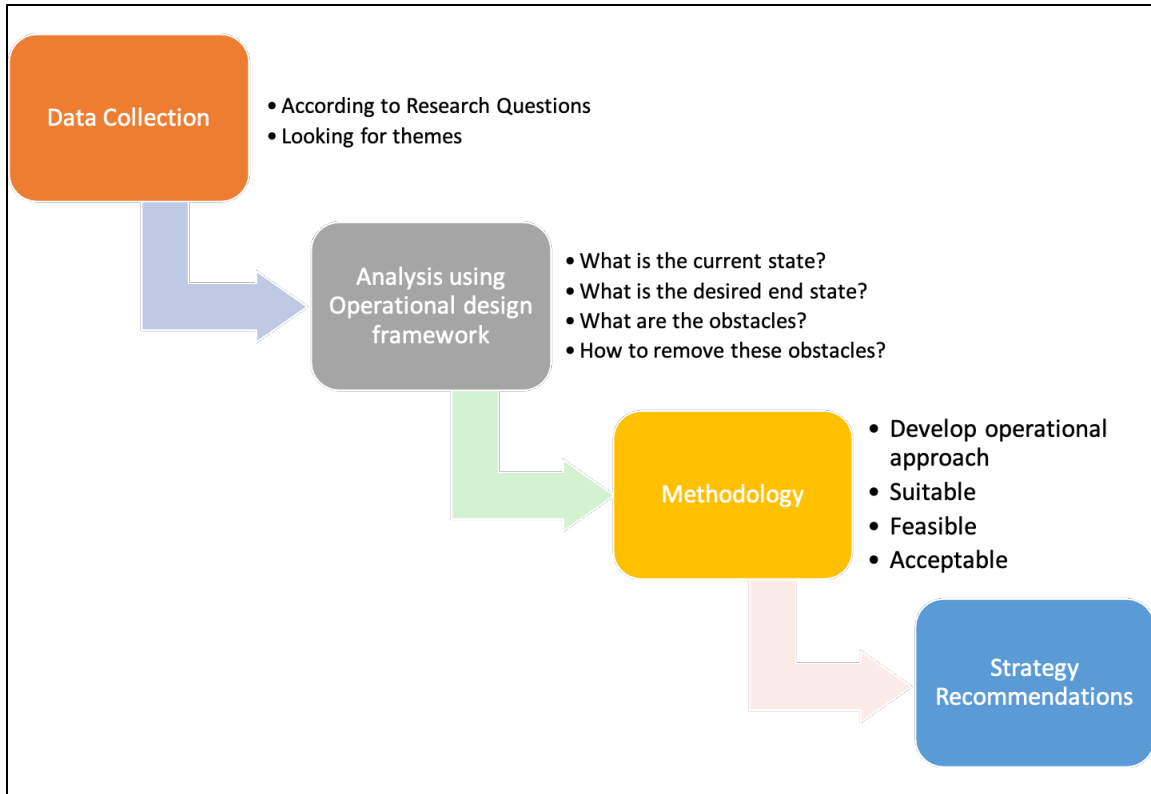 Data Collection
• According to Research Questions
• Looking for themes
Analysis using
Operational design
framework
• What is the current state?
• What is the desired end state?
• What are the obstacles?
• How to remove these obstacles?
Methodology
• Develop operational
approach
• Suitable
• Feasible
• Acceptable
Strategy
Recommendations